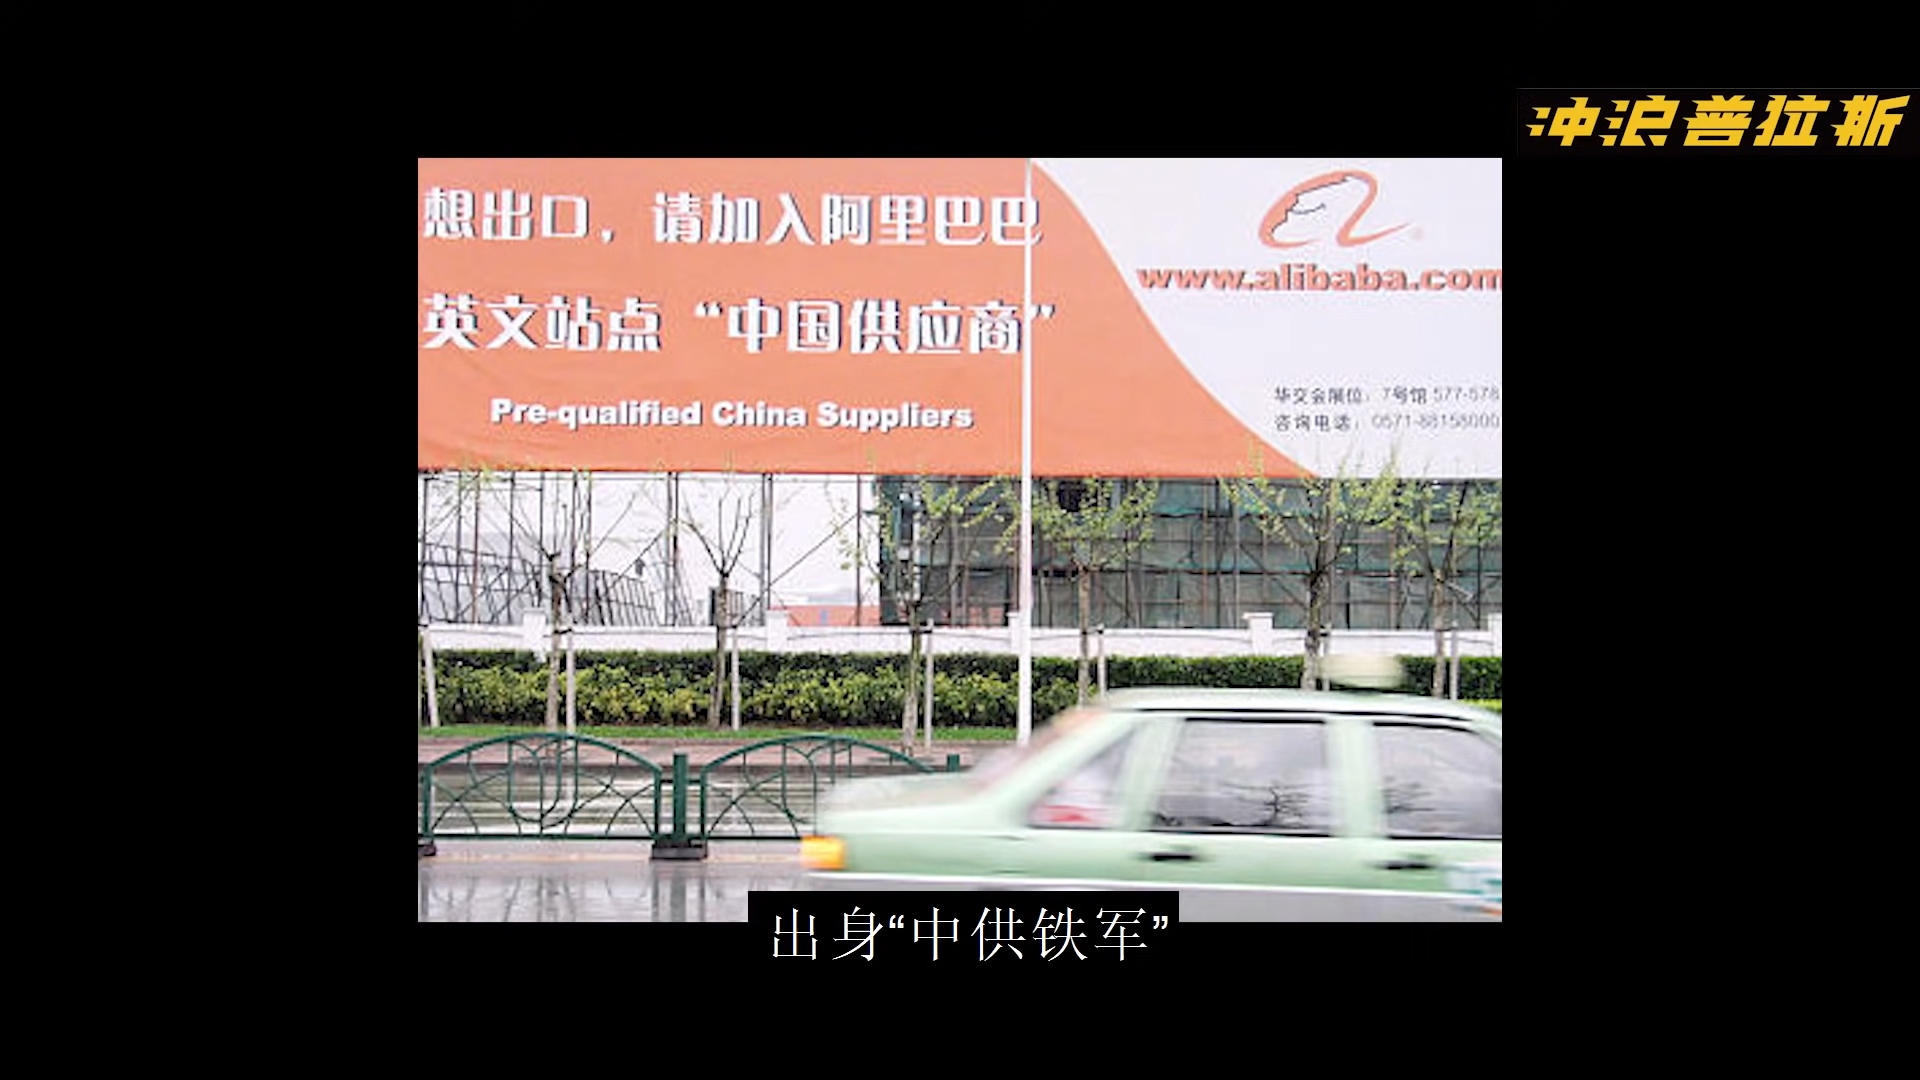 冲浪普拉斯
想出口，请加入阿里巴巴
英文站点“中国供应商”
Pre-qualified China Suppliers
www.alibaba.com
华交会展位：7号馆 577-578
咨询电话：0571-88158000
出身“中供铁军”